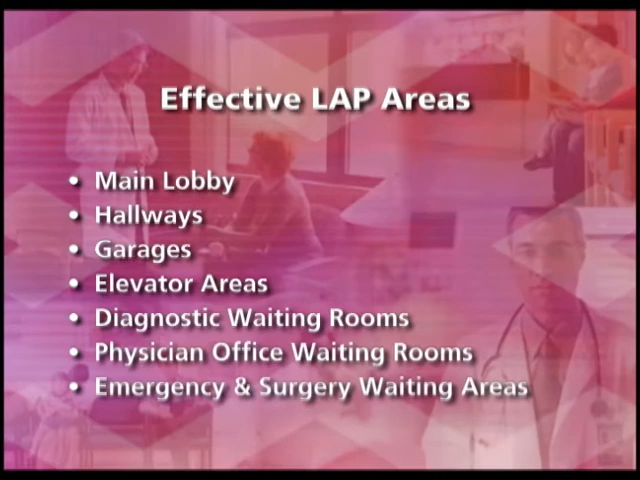 Effective LAP Areas
• Main Lobby
• Hallways
• Garages
• Elevator Areas
• Diagnostic Waiting Rooms
• Physician Office Waiting Rooms
• Emergency & Surgery Waiting Areas